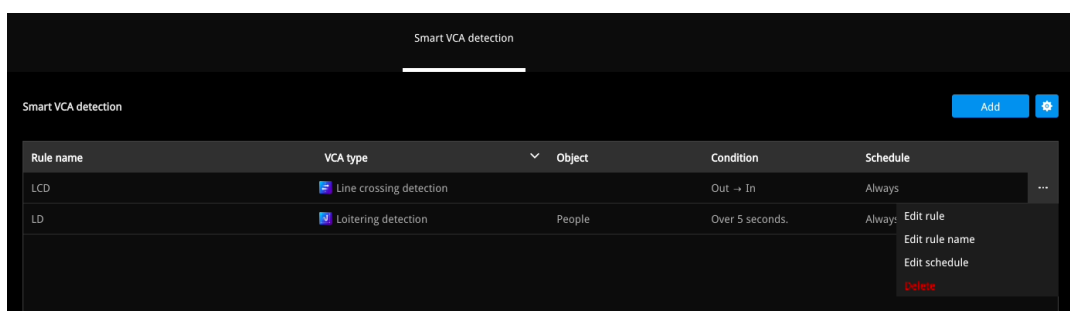 Smart VCA detection
Smart VCA detection Add
Rule name VCA type Object Condition Schedule
LCD Line crossing detection Out → In Always ...
LD Loitering detection People Over 5 seconds. Always
Edit rule
Edit rule name
Edit schedule
Delete